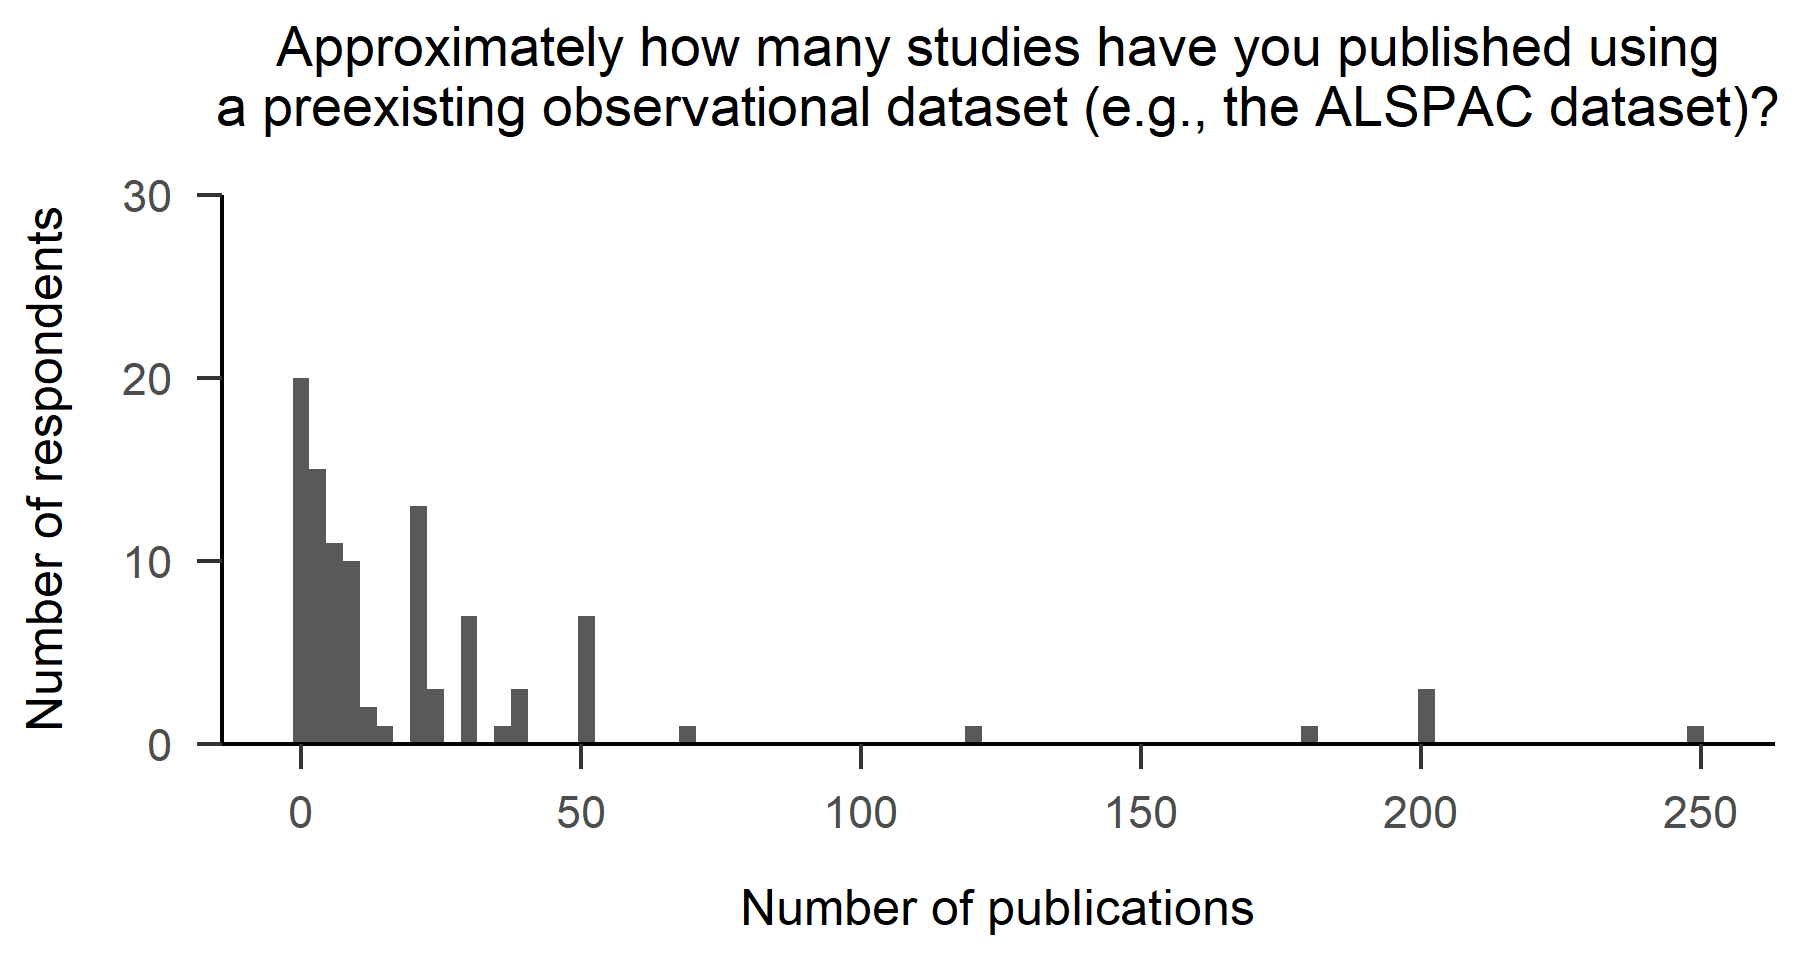 Approximately how many studies have you published using
a preexisting observational dataset (e.g., the ALSPAC dataset)?
Number of respondents
30
20
10
0
0 50 100 150 200 250
Number of publications